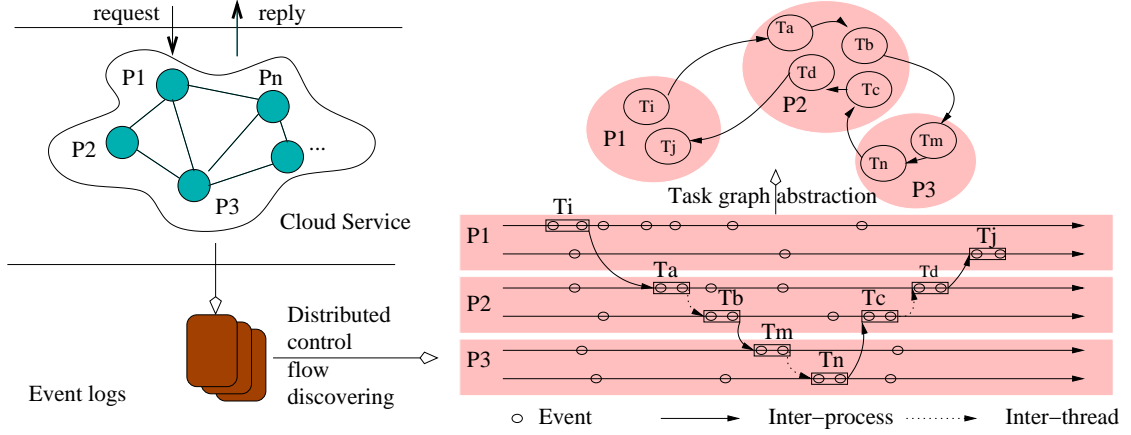 request
reply
P1
Pn
P2
...
P3
Cloud Service
Event logs
Distributed
control
flow
discovering
Ta
Tb
Td
Tc
P2
Ti
Tj
P1
Tm
Tn
P3
Task graph abstraction
P1
Ti
Tj
P2
Ta
Tb
Tc
Td
P3
Tm
Tn
Event
Inter−process
Inter−thread